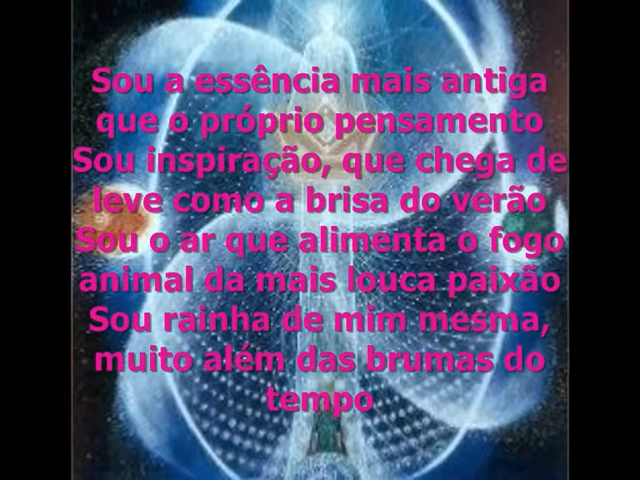 Sou a essência mais antiga
que o próprio pensamento
Sou inspiração, que chega de
leve como a brisa do verão
Sou o ar que alimenta o fogo
animal da mais louca paixão
Sou rainha de mim mesma,
muito além das brumas do
tempo